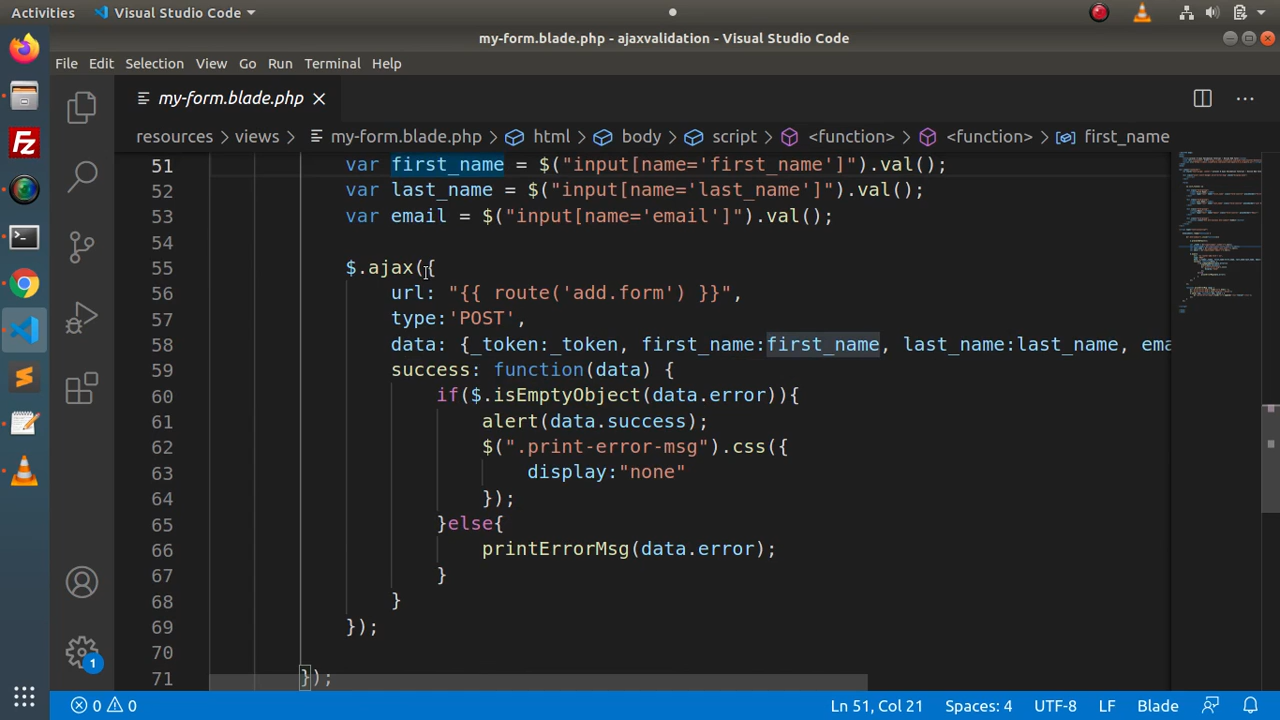 Activities Visual Studio Code
my-form.blade.php - ajaxvalidation - Visual Studio Code
File Edit Selection View Go Run Terminal Help
my-form.blade.php
resources views my-form.blade.php html body script <function> <function> first_name
51 var first_name = $("input[name='first_name']").val();
52 var last_name = $("input[name='last_name']").val();
53 var email = $("input[name='email']").val();
54
55 $.ajax({
56 url: "{{ route('add.form') }}",
57 type:'POST',
58 data: {_token:_token, first_name:first_name, last_name:last_name, ema
59 success: function(data) {
60 if($.isEmptyObject(data.error)){
61 alert(data.success);
62 $(".print-error-msg").css({
63 display:"none"
64 });
65 }else{
66 printErrorMsg(data.error);
67 }
68 }
69 });
70
71 });
1
0 0 Ln 51, Col 21 Spaces: 4 UTF-8 LF Blade